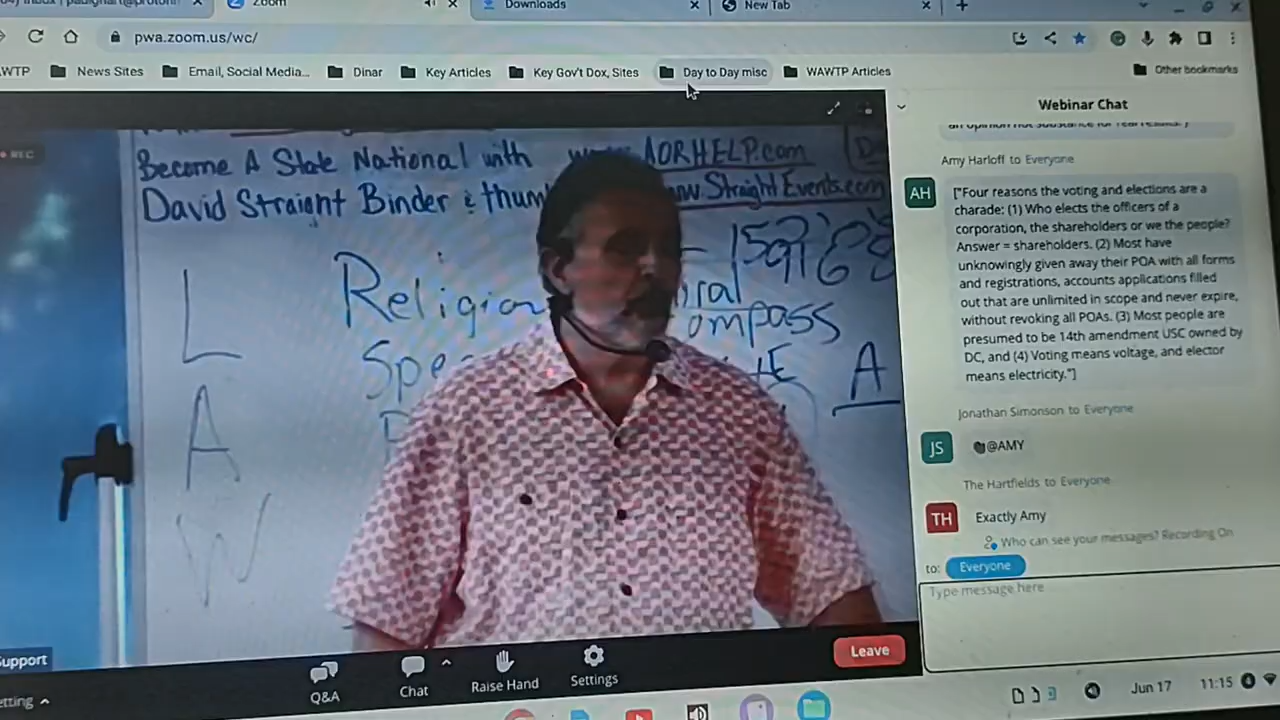 Zoom
Downloads
New Tab
pwa.zoom.us/wc/
AWTP
News Sites
Email, Social Media...
Dinar
Key Articles
Key Gov't Dox, Sites
Day to Day misc
WAWTP Articles
Other bookmarks
REC
Become A State National with AORHELP.com
David Straight Binder & thum www.StraightEvents.com
Religion
ompass
Spe
L
A
W
A
Webinar Chat
Amy Harloff to Everyone
AH
["Four reasons the voting and elections are a
charade: (1) Who elects the officers of a
corporation, the shareholders or we the people?
Answer = shareholders. (2) Most have
unknowingly given away their POA with all forms
and registrations, accounts applications filled
out that are unlimited in scope and never expire,
without revoking all POAs. (3) Most people are
presumed to be 14th amendment USC owned by
DC, and (4) Voting means voltage, and elector
means electricity."]
Jonathan Simonson to Everyone
JS
@AMY
The Hartfields to Everyone
TH
Exactly Amy
Who can see your messages? Recording On
to: Everyone
Type message here
Support
etting
Q&A
Chat
Raise Hand
Settings
Leave
Jun 17
11:15